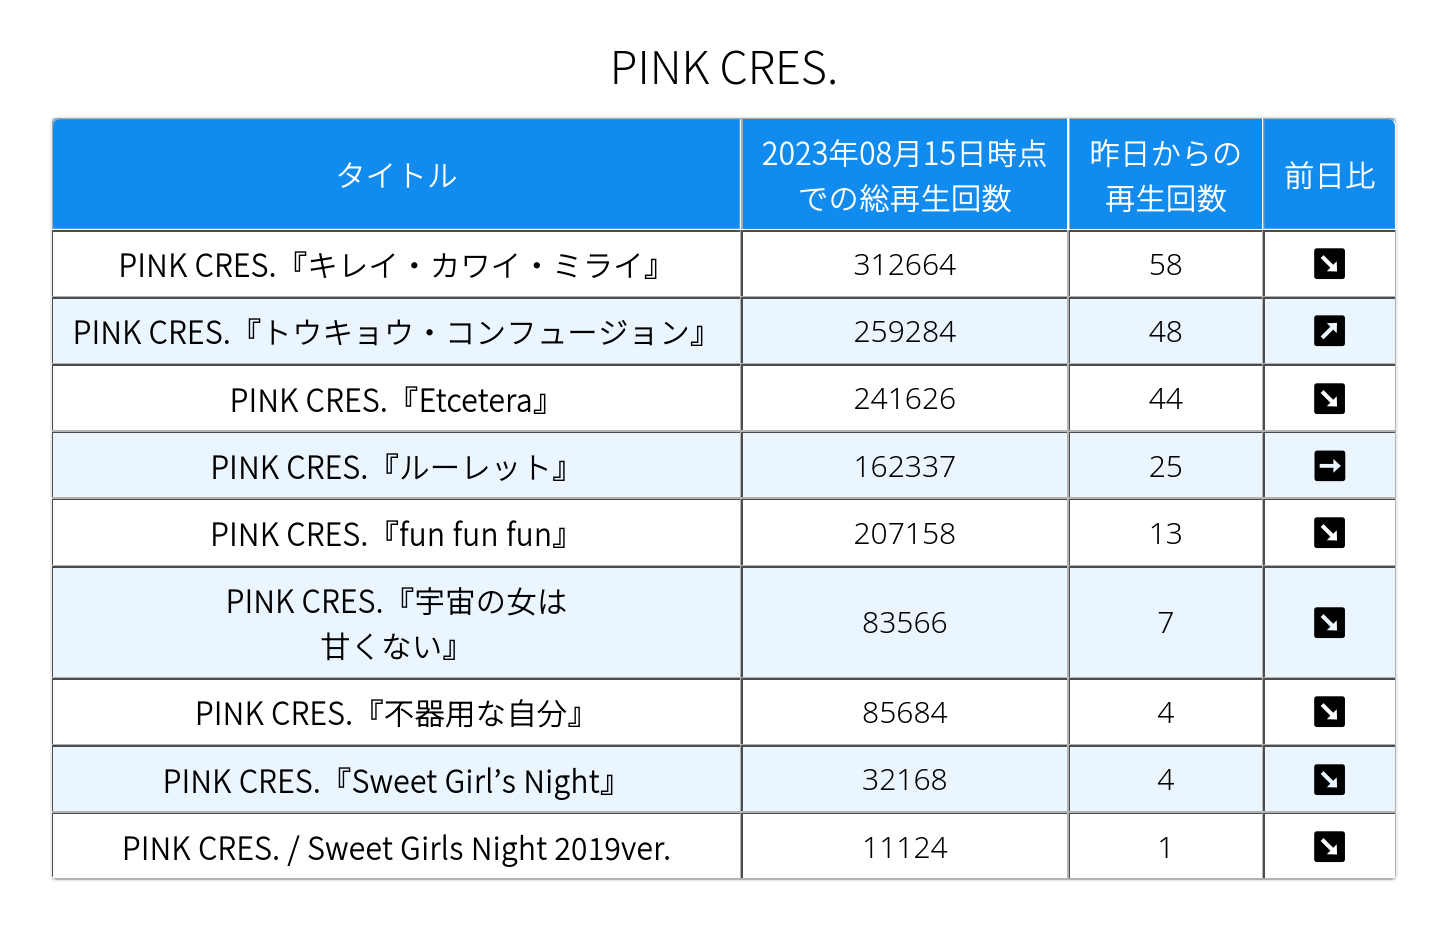 PINK CRES.
タイトル
2023年08月15日時点
での総再生回数
昨日からの
再生回数
前日比
PINK CRES.『キレイ・カワイ・ミライ』 312664 58 ↘
PINK CRES.『トウキョウ・コンフュージョン』 259284 48 ↗
PINK CRES.『Etcetera』 241626 44 ↘
PINK CRES.『ルーレット』 162337 25 →
PINK CRES.『fun fun fun』 207158 13 ↘
PINK CRES.『宇宙の女は
甘くない』 83566 7 ↘
PINK CRES.『不器用な自分』 85684 4 ↘
PINK CRES.『Sweet Girl’s Night』 32168 4 ↘
PINK CRES. / Sweet Girls Night 2019ver. 11124 1 ↘